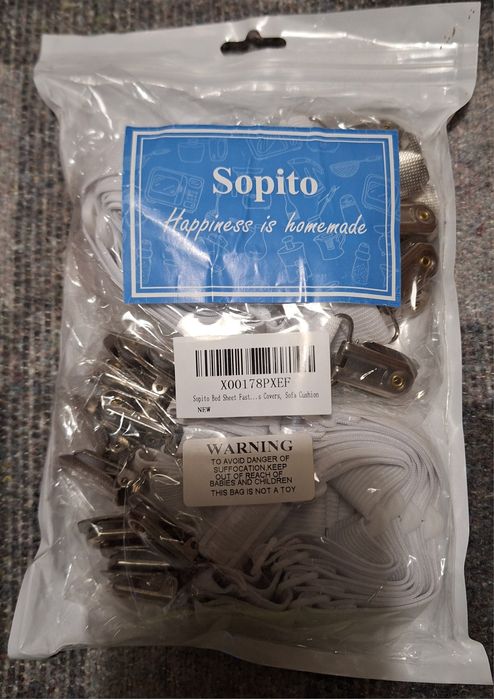 Sopito
Happiness is homemade
X00178PXEF
Sopito Bed Sheet Fast...s Covers, Sofa Cushion
NEW
WARNING
TO AVOID DANGER OF
SUFFOCATION,KEEP
OUT OF REACH OF
BABIES AND CHILDREN
THIS BAG IS NOT A TOY